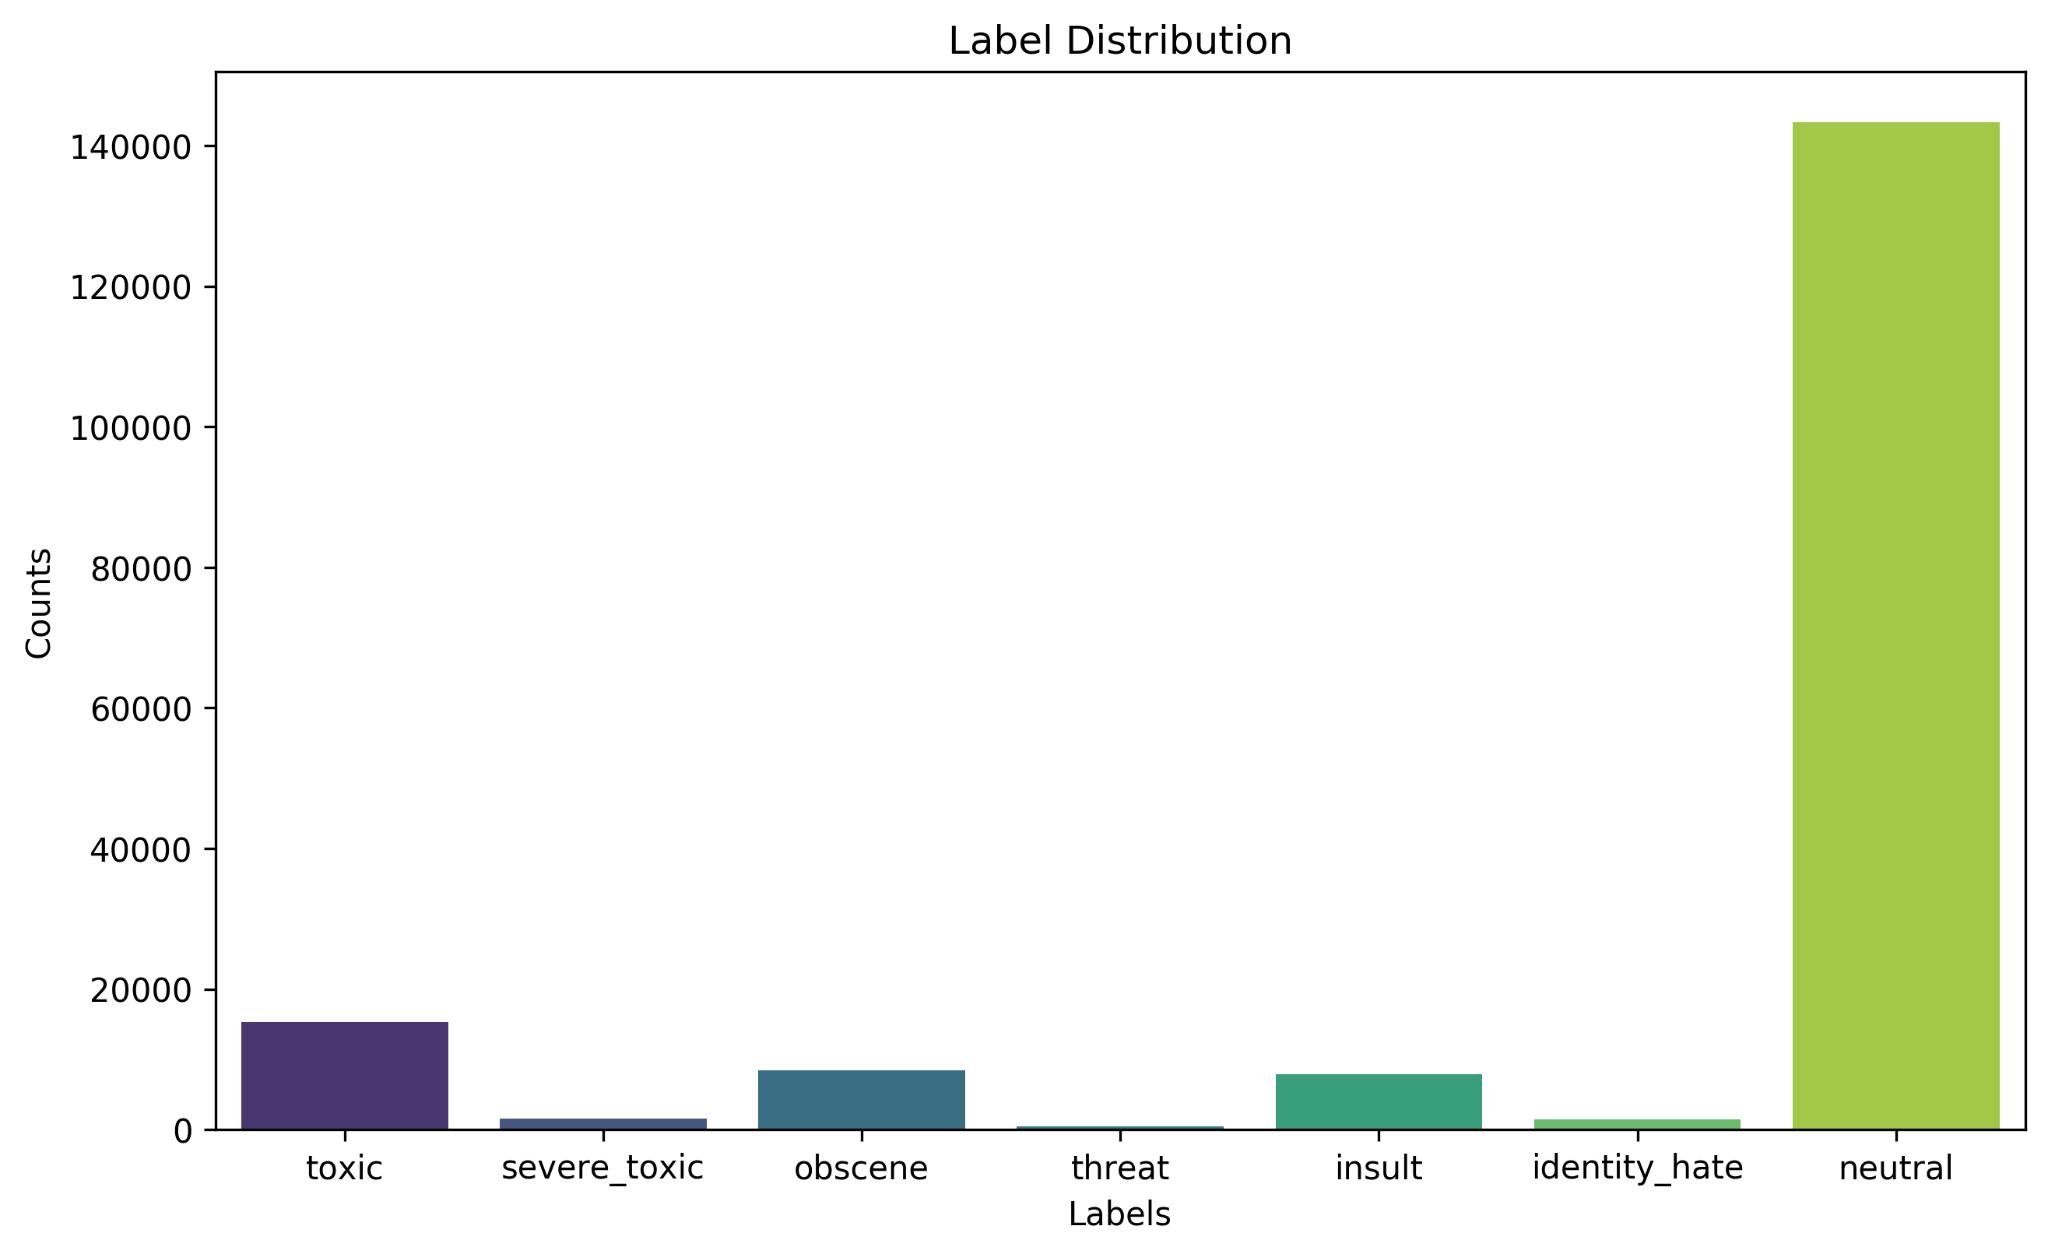 Label Distribution
140000
120000
100000
80000
60000
40000
20000
0
Counts
toxic severe_toxic obscene threat insult identity_hate neutral
Labels